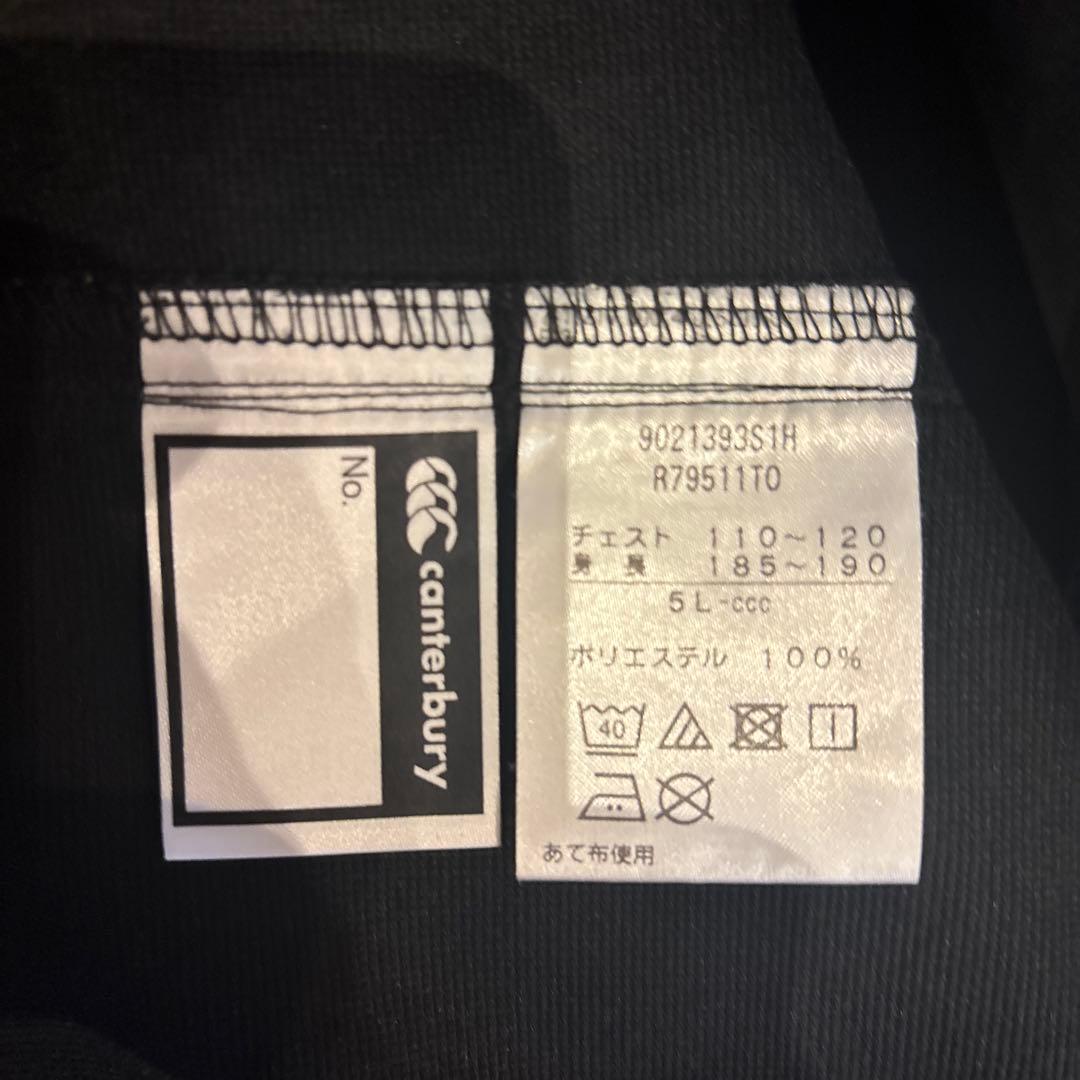 No.
canterbury
9021393S1H
R79511TO
チェスト 110～120
身長 185～190
5L-ccc
ポリエステル 100%
40
あて布使用